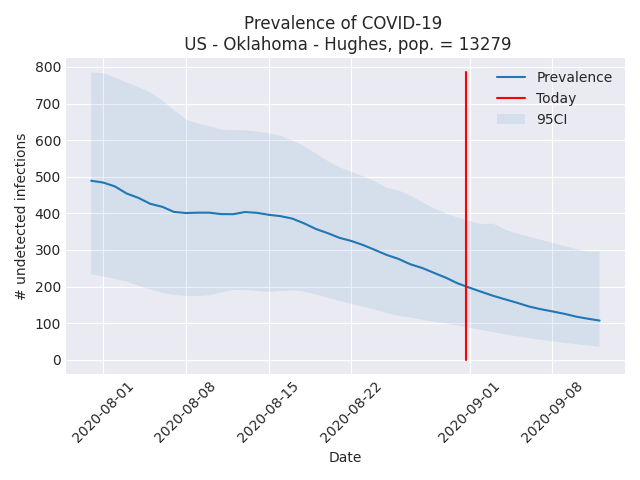 Prevalence of COVID-19
US - Oklahoma - Hughes, pop. = 13279
800
700
600
500
400
300
200
100
0
# undetected infections
Prevalence
Today
95CI
2020-08-01
2020-08-08
2020-08-15
2020-08-22
2020-09-01
2020-09-08
Date